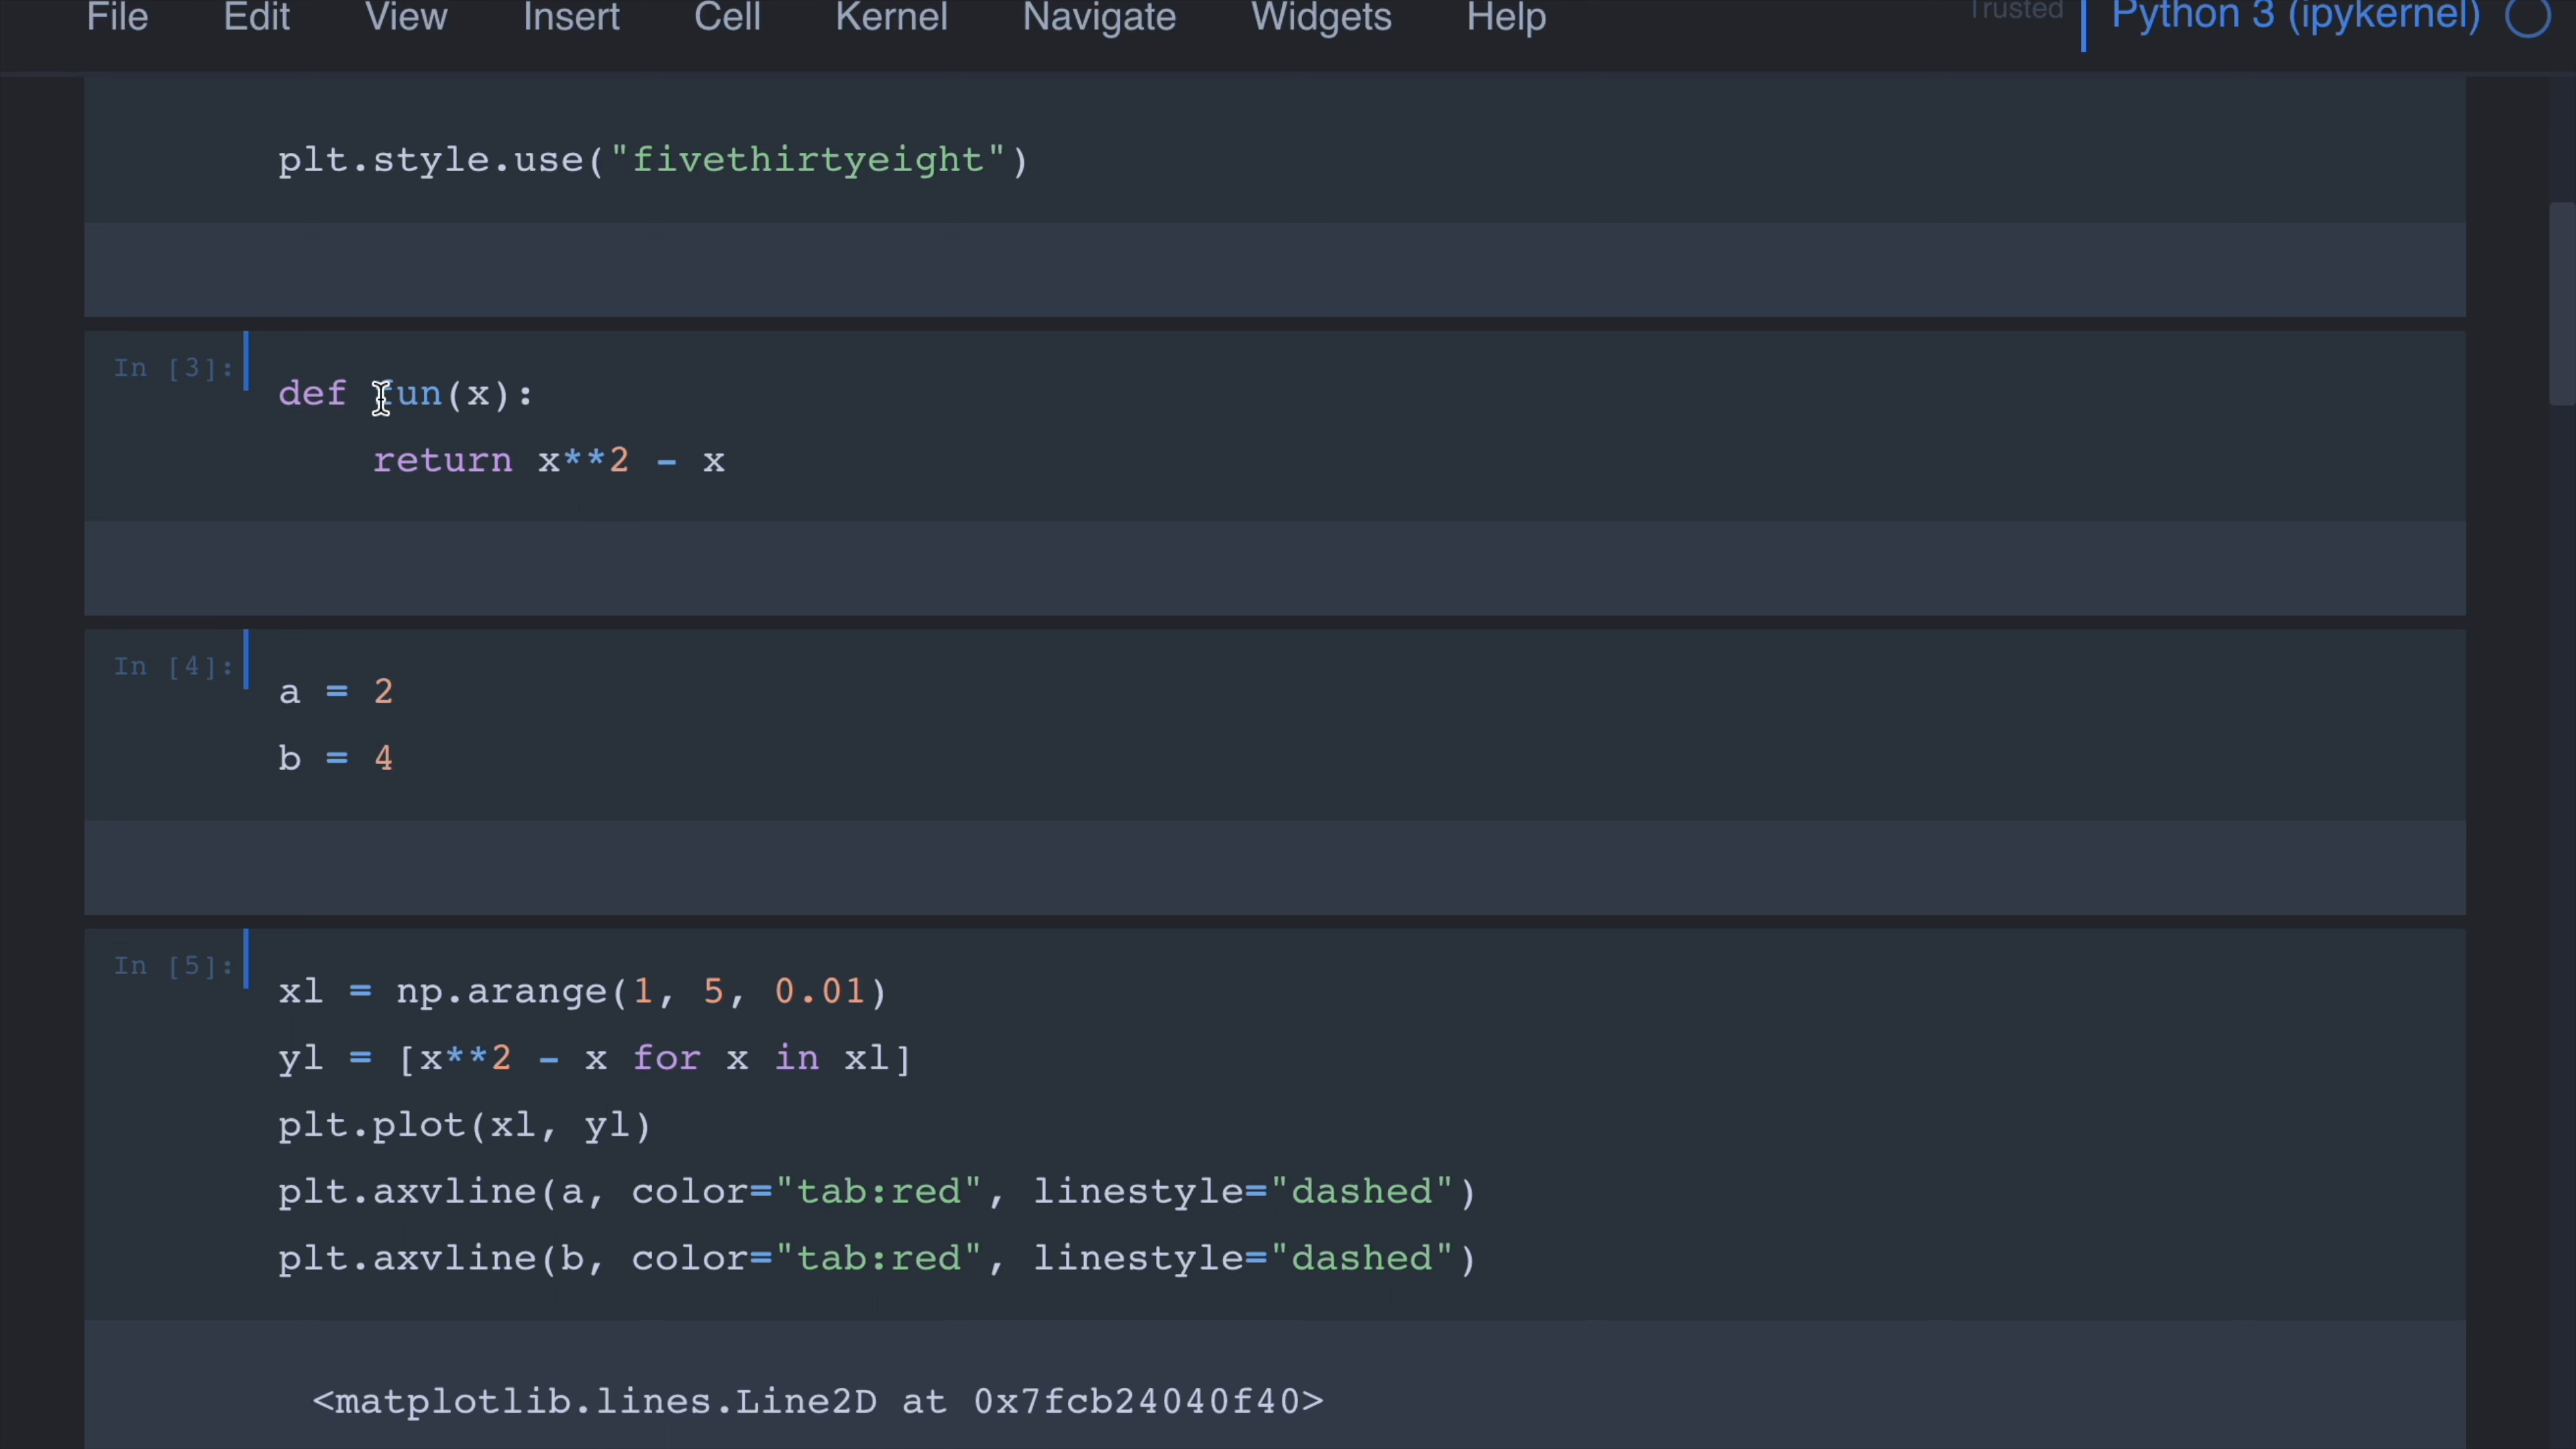 File Edit View Insert Cell Kernel Navigate Widgets Help Trusted Python 3 (ipykernel)
plt.style.use("fivethirtyeight")
In [3]:
def fun(x):
    return x**2 - x
In [4]:
a = 2
b = 4
In [5]:
xl = np.arange(1, 5, 0.01)
yl = [x**2 - x for x in xl]
plt.plot(xl, yl)
plt.axvline(a, color="tab:red", linestyle="dashed")
plt.axvline(b, color="tab:red", linestyle="dashed")
<matplotlib.lines.Line2D at 0x7fcb24040f40>